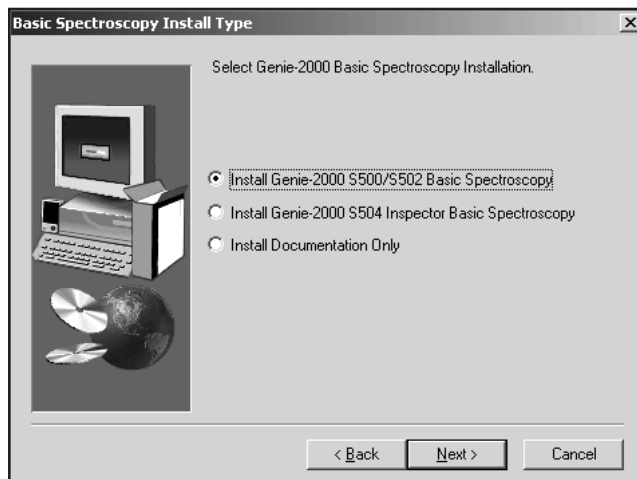 Basic Spectroscopy Install Type
Select Genie-2000 Basic Spectroscopy Installation.
Install Genie-2000 S500/S502 Basic Spectroscopy
Install Genie-2000 S504 Inspector Basic Spectroscopy
Install Documentation Only
< Back
Next >
Cancel